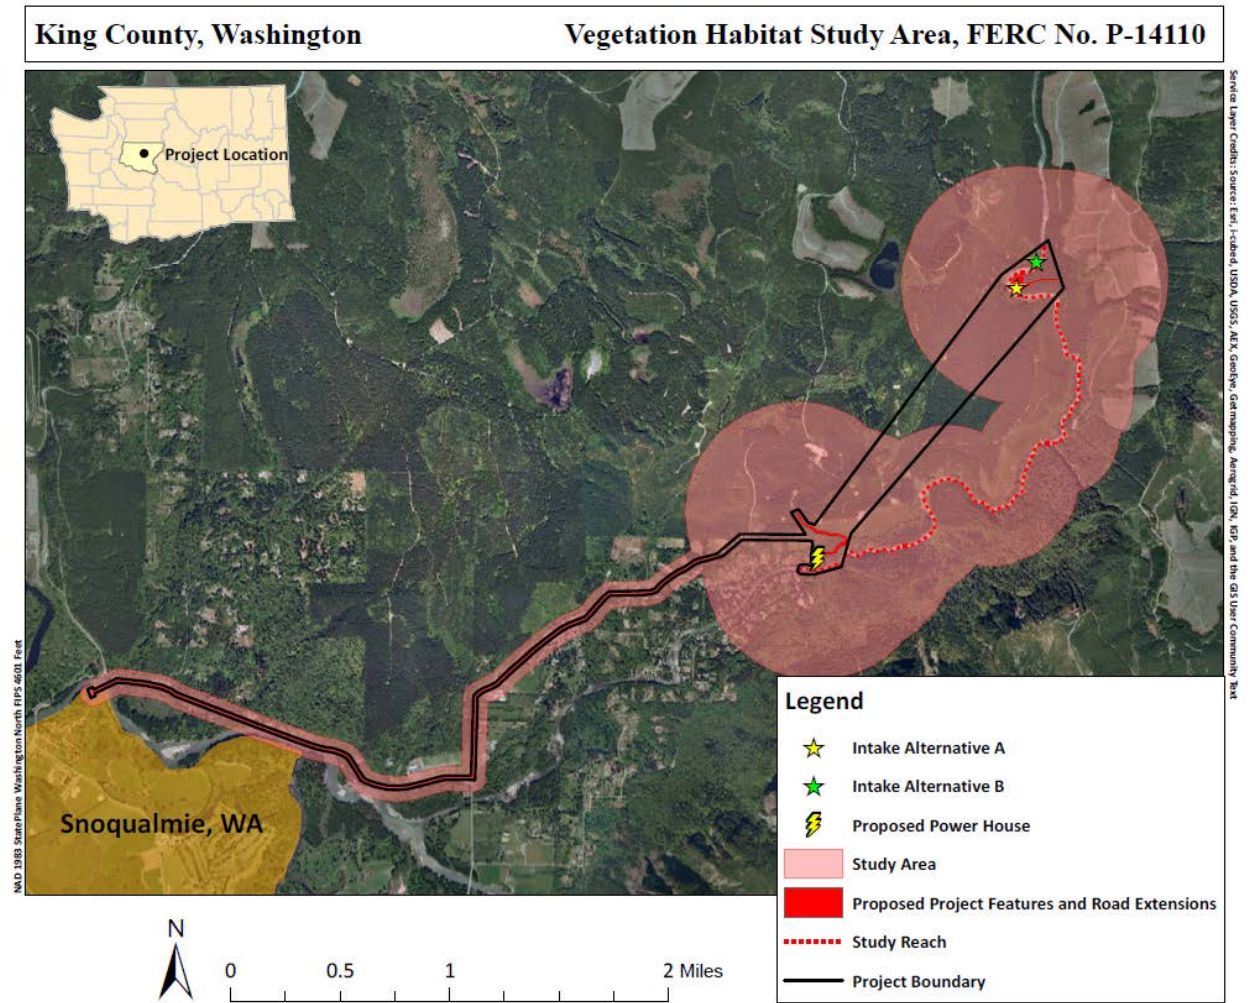 King County, Washington
Vegetation Habitat Study Area, FERC No. P-14110
Project Location
Service Layer Credits: Source: Esri, i-cubed, USDA, USGS, AEX, GeoEye, Getmapping, Aerogrid, IGN, IGP, and the GIS User Community Text
NAD 1983 StatePlane Washington North FIPS 4601 Feet
Snoqualmie, WA
Legend
Intake Alternative A
Intake Alternative B
Proposed Power House
Study Area
Proposed Project Features and Road Extensions
Study Reach
Project Boundary
N
0 0.5 1 2 Miles